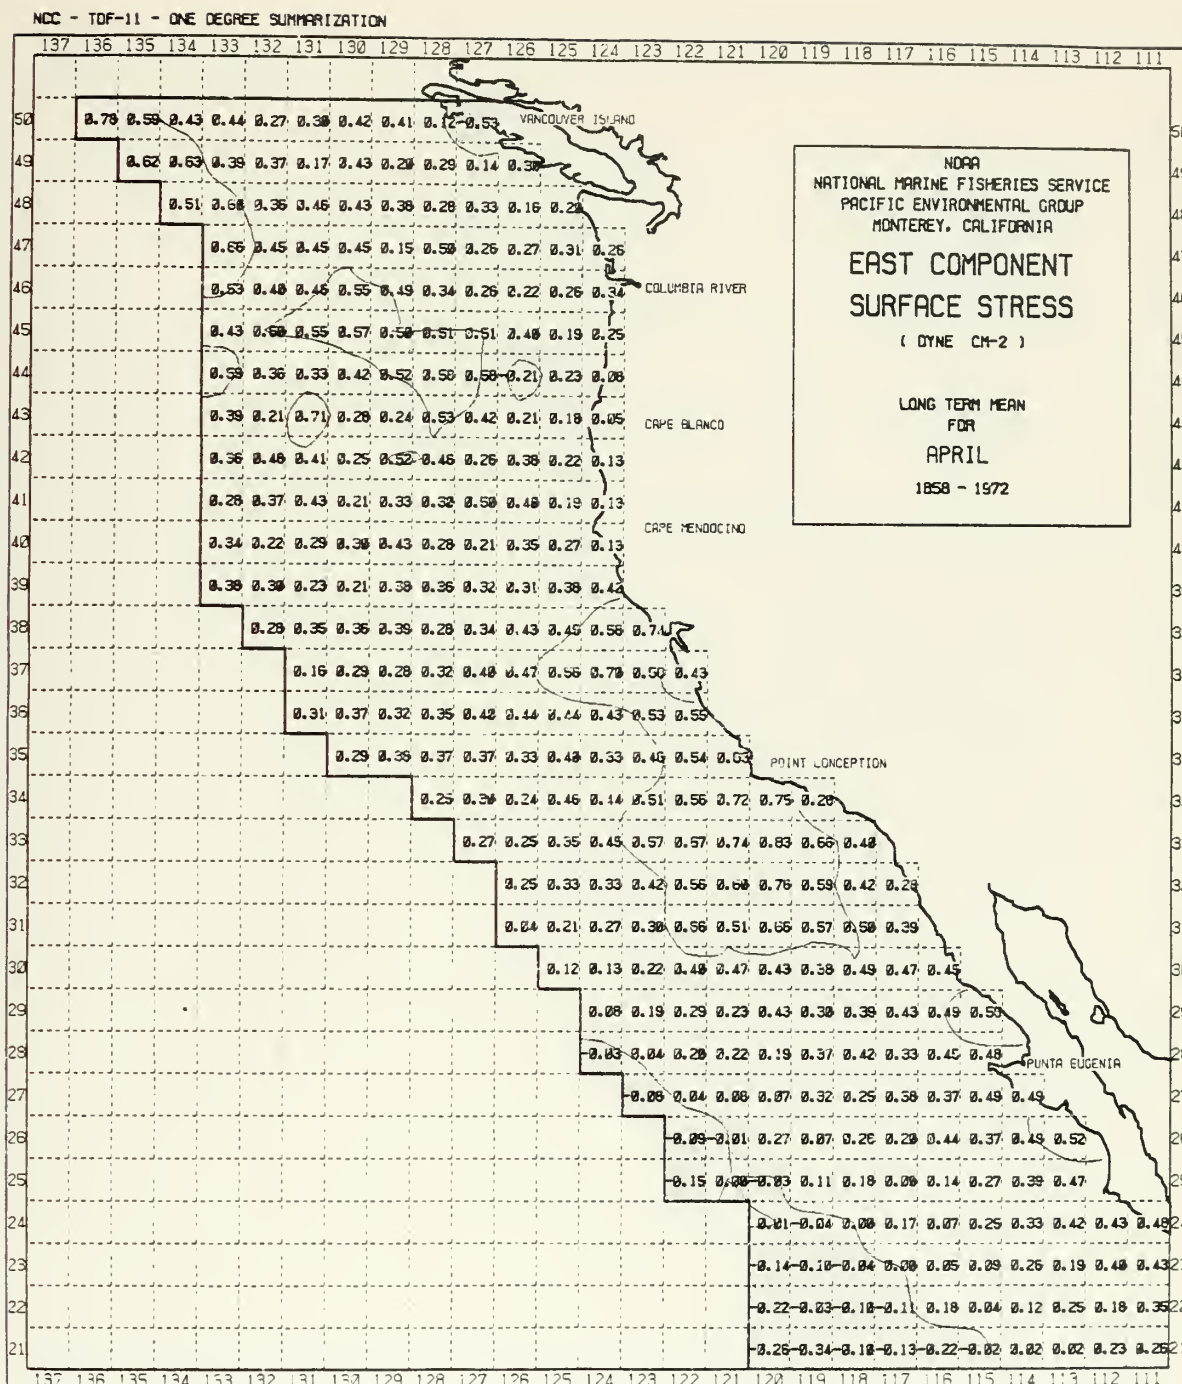 NCC - TDF-11 - ONE DEGREE SUMMARIZATION
137 136 135 134 133 132 131 130 129 128 127 126 125 124 123 122 121 120 119 118 117 116 115 114 113 112 111
50 0.78 0.59 0.43 0.44 0.27 0.30 0.42 0.41 0.12 -0.53 VANCOUVER ISLAND
49 0.62 0.63 0.39 0.37 0.17 0.43 0.20 0.29 0.14 0.30
48 0.51 0.60 0.36 0.46 0.43 0.38 0.28 0.33 0.16 0.20
47 0.66 0.45 0.45 0.45 0.15 0.50 0.26 0.27 0.31 0.26
46 0.53 0.40 0.46 0.55 0.49 0.34 0.26 0.22 0.26 0.34 COLUMBIA RIVER
45 0.43 0.60 0.55 0.57 0.50 0.51 0.51 0.40 0.19 0.25
44 0.59 0.36 0.33 0.42 0.52 0.58 0.58 -0.21 0.23 0.08
43 0.39 0.21 0.71 0.28 0.24 0.53 0.42 0.21 0.18 0.05 CAPE BLANCO
42 0.36 0.48 0.41 0.25 0.52 0.46 0.26 0.38 0.22 0.13
41 0.28 0.37 0.43 0.21 0.33 0.32 0.50 0.48 0.19 0.13
CAPE MENDOCINO
40 0.34 0.22 0.29 0.30 0.43 0.28 0.21 0.35 0.27 0.13
39 0.38 0.30 0.23 0.21 0.38 0.36 0.32 0.31 0.38 0.42
38 0.28 0.35 0.36 0.39 0.28 0.34 0.43 0.45 0.58 0.74
37 0.16 0.29 0.28 0.32 0.40 0.47 0.56 0.70 0.50 0.43
36 0.31 0.37 0.32 0.35 0.42 0.44 0.44 0.43 0.53 0.55
35 0.29 0.36 0.37 0.37 0.33 0.40 0.33 0.46 0.54 0.63 POINT CONCEPTION
34 0.25 0.30 0.24 0.46 0.44 0.51 0.56 0.72 0.75 0.28
33 0.27 0.25 0.35 0.45 0.57 0.57 0.74 0.83 0.66 0.40
32 0.25 0.33 0.33 0.42 0.56 0.60 0.76 0.59 0.42 0.28
31 0.04 0.21 0.27 0.30 0.56 0.51 0.65 0.57 0.50 0.39
30 0.12 0.13 0.22 0.40 0.47 0.43 0.38 0.49 0.47 0.45
29 0.08 0.19 0.29 0.23 0.43 0.30 0.39 0.43 0.49 0.59
28 -0.03 0.04 0.20 0.22 0.19 0.37 0.42 0.33 0.45 0.48 PUNTA EUGENIA
27 -0.08 0.04 0.08 0.07 0.32 0.25 0.38 0.37 0.49 0.49
26 -0.09 -0.01 0.27 0.07 0.26 0.20 0.44 0.37 0.49 0.52
25 -0.15 0.00 -0.03 0.11 0.18 0.09 0.14 0.27 0.39 0.47
24 -0.01 -0.04 0.00 0.17 0.07 0.25 0.33 0.42 0.43 0.48
23 -0.14 -0.10 -0.04 0.00 0.05 0.09 0.26 0.19 0.40 0.43
22 -0.22 -0.03 -0.10 -0.11 0.18 0.04 0.12 0.25 0.18 0.35
21 -0.26 -0.34 -0.10 -0.13 -0.22 -0.02 0.02 0.02 0.23 0.26
137 136 135 134 133 132 131 130 129 128 127 126 125 124 123 122 121 120 119 118 117 116 115 114 113 112 111
NOAA
NATIONAL MARINE FISHERIES SERVICE
PACIFIC ENVIRONMENTAL GROUP
MONTEREY, CALIFORNIA
EAST COMPONENT
SURFACE STRESS
( DYNE CM-2 )
LONG TERM MEAN
FOR
APRIL
1858 - 1972